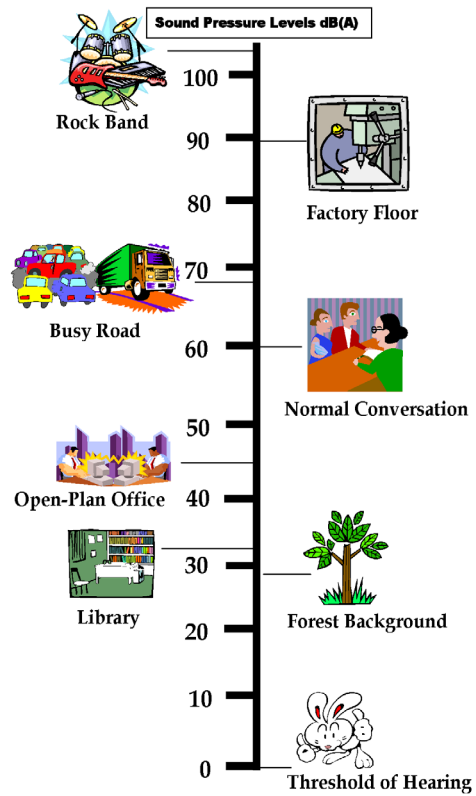 Sound Pressure Levels dB(A)
100
Rock Band
90
80
Factory Floor
70
Busy Road
60
Normal Conversation
50
Open-Plan Office
40
30
Library
Forest Background
20
10
0
Threshold of Hearing